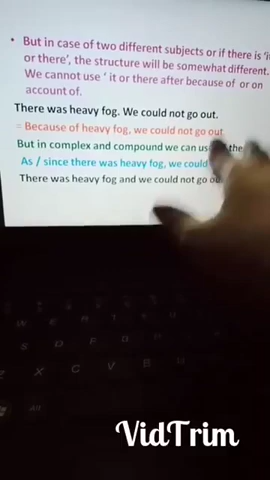 • But in case of two different subjects or if there is 'it
or there', the structure will be somewhat different.
We cannot use ' it or there after because of or on
account of.
There was heavy fog. We could not go out.
= Because of heavy fog, we could not go out
But in complex and compound we can use
As / since there was heavy fog, we could
There was heavy fog and we could not go
W
S D F
X C V B
Alt
VidTrim